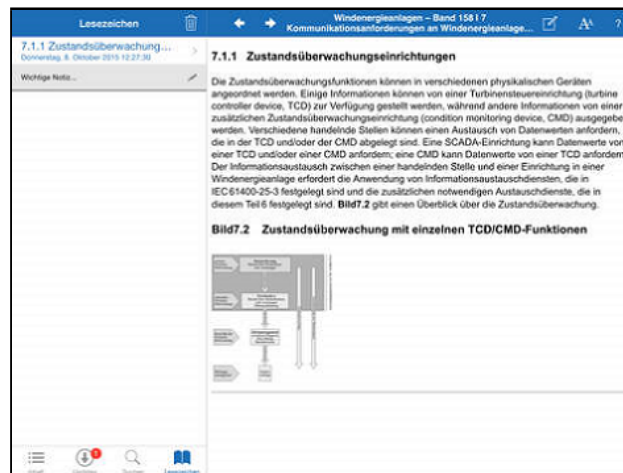 Lesezeichen
Windenergieanlagen – Band 158 I 7
Kommunikationsanforderungen an Windenergieanlage...
A
?
7.1.1 Zustandsüberwachung...
Donnerstag, 8. Oktober 2015 12:27:30
Wichtige Notiz...
7.1.1 Zustandsüberwachungseinrichtungen
Die Zustandsüberwachungsfunktionen können in verschiedenen physikalischen Geräten
angeordnet werden. Einige Informationen können von einer Turbinensteuereinrichtung (turbine
controller device, TCD) zur Verfügung gestellt werden, während andere Informationen von einer
zusätzlichen Zustandsüberwachungseinrichtung (condition monitoring device, CMD) ausgegebe
werden. Verschiedene handelnde Stellen können einen Austausch von Datenwerten anfordern,
die in der TCD und/oder der CMD abgelegt sind. Eine SCADA-Einrichtung kann Datenwerte von
einer TCD und/oder einer CMD anfordern; eine CMD kann Datenwerte von einer TCD anfordern
Der Informationsaustausch zwischen einer handelnden Stelle und einer Einrichtung in einer
Windenergieanlage erfordert die Anwendung von Informationsaustauschdiensten, die in
IEC 61400-25-3 festgelegt sind und die zusätzlichen notwendigen Austauschdienste, die in
diesem Teil 6 festgelegt sind. Bild7.2 gibt einen Überblick über die Zustandsüberwachung.
Bild7.2 Zustandsüberwachung mit einzelnen TCD/CMD-Funktionen
Inhalt
Suchen
Lesezeichen